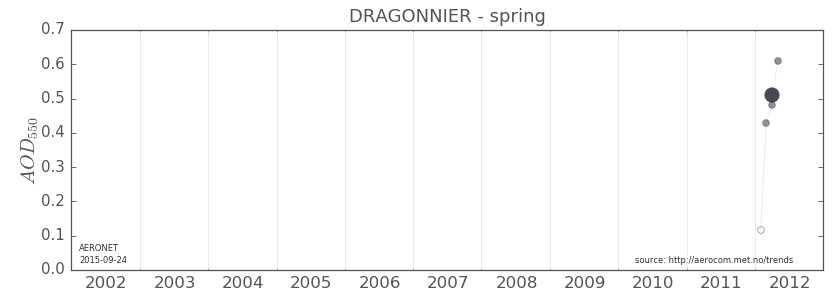 DRAGONNIER - spring
0.7
0.6
0.5
0.4
0.3
0.2
0.1
0.0
AOD550
AERONET
2015-09-24
source: http://aerocom.met.no/trends
2002 2003 2004 2005 2006 2007 2008 2009 2010 2011 2012